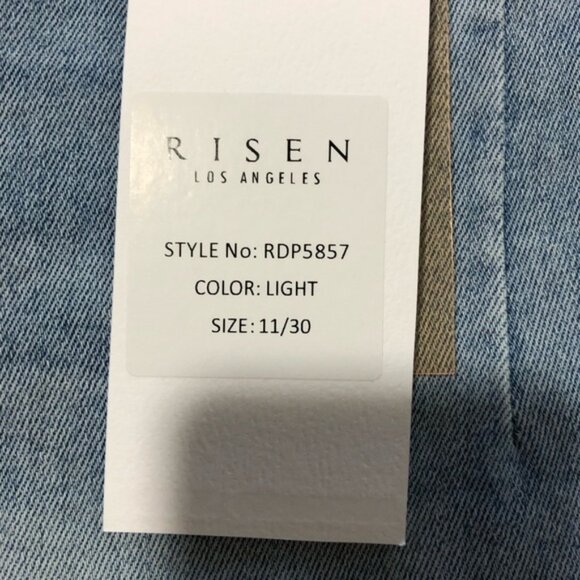 RISEN
LOS ANGELES
STYLE No: RDP5857
COLOR: LIGHT
SIZE: 11/30